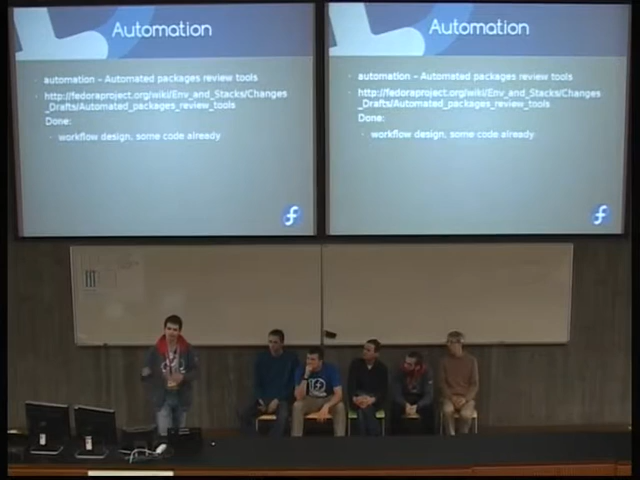 Automation
automation – Automated packages review tools
http://fedoraproject.org/wiki/Env_and_Stacks/Changes
_Drafts/Automated_packages_review_tools
Done:
workflow design, some code already
Automation
automation – Automated packages review tools
http://fedoraproject.org/wiki/Env_and_Stacks/Changes
_Drafts/Automated_packages_review_tools
Done:
workflow design, some code already